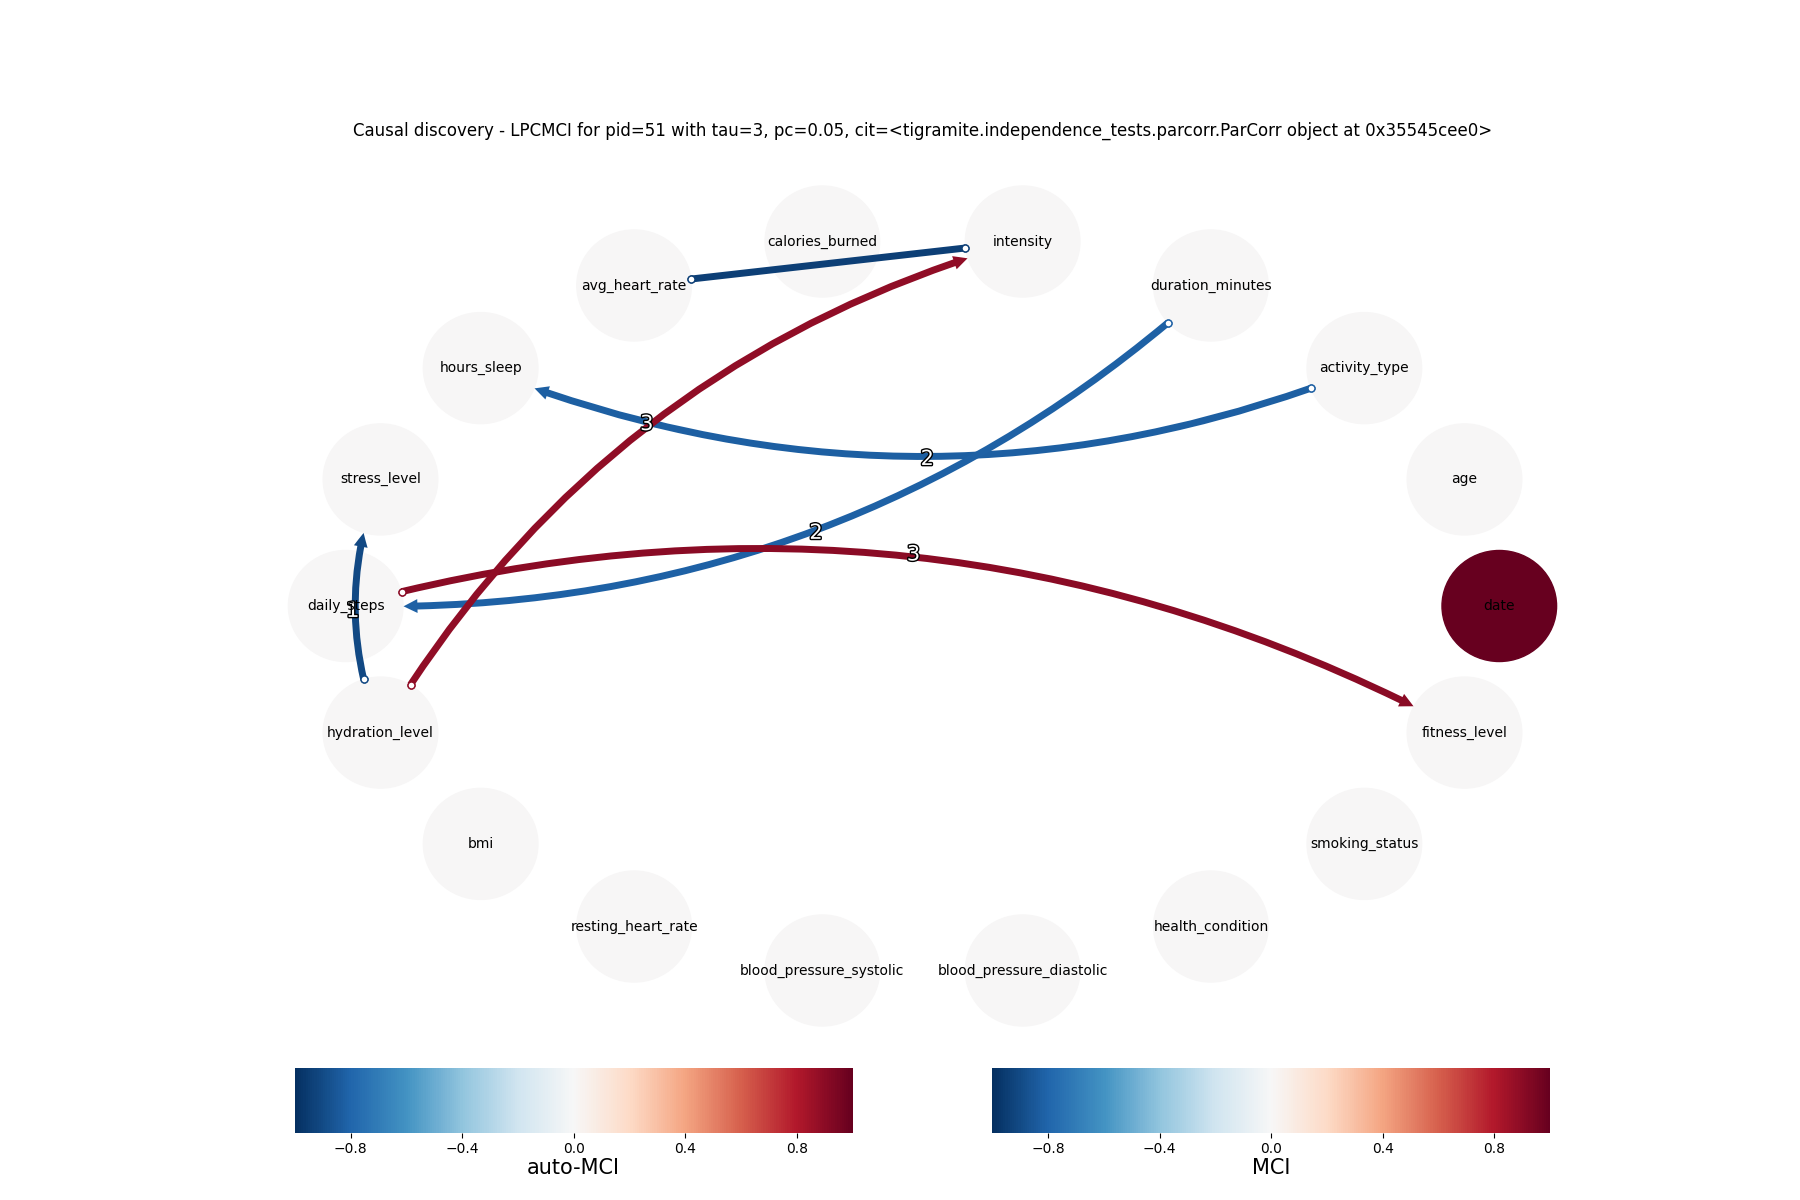 Causal discovery - LPCMCI for pid=51 with tau=3, pc=0.05, cit=<tigramite.independence_tests.parcorr.ParCorr object at 0x35545cee0>
calories_burned
intensity
avg_heart_rate
duration_minutes
hours_sleep
activity_type
3
2
stress_level
age
2
3
daily_steps
1
date
hydration_level
fitness_level
bmi
smoking_status
resting_heart_rate
health_condition
blood_pressure_systolic
blood_pressure_diastolic
−0.8
−0.4
0.0
0.4
0.8
auto-MCI
−0.8
−0.4
0.0
0.4
0.8
MCI